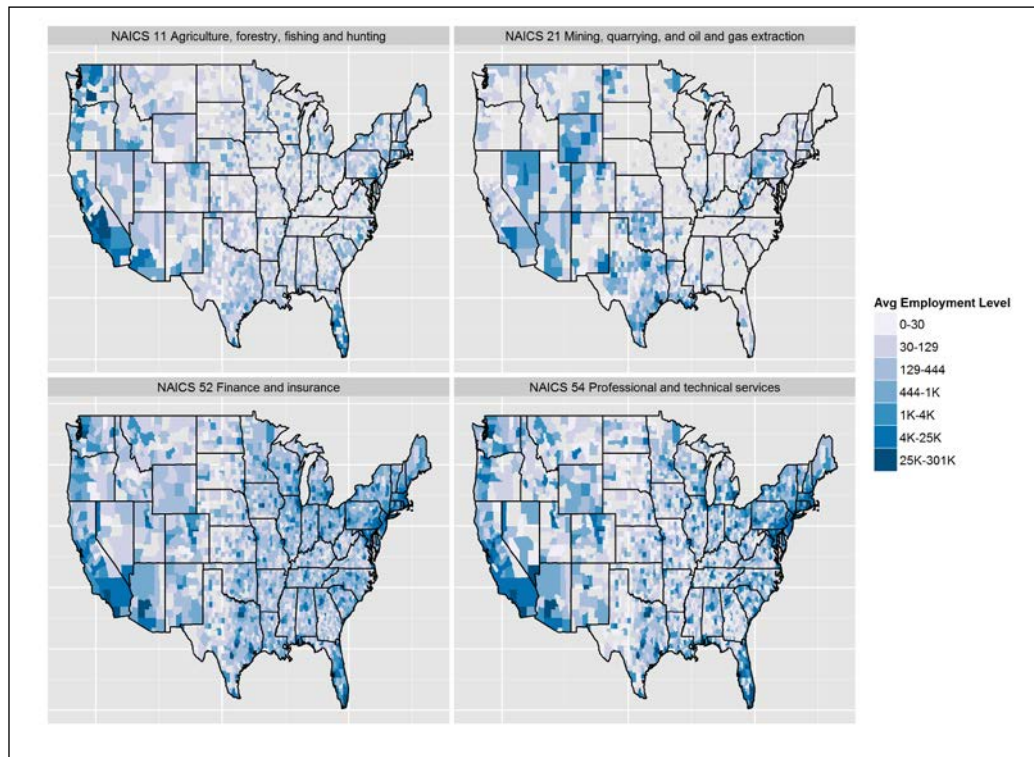 NAICS 11 Agriculture, forestry, fishing and hunting
NAICS 21 Mining, quarrying, and oil and gas extraction
NAICS 52 Finance and insurance
NAICS 54 Professional and technical services
Avg Employment Level
0-30
30-129
129-444
444-1K
1K-4K
4K-25K
25K-301K